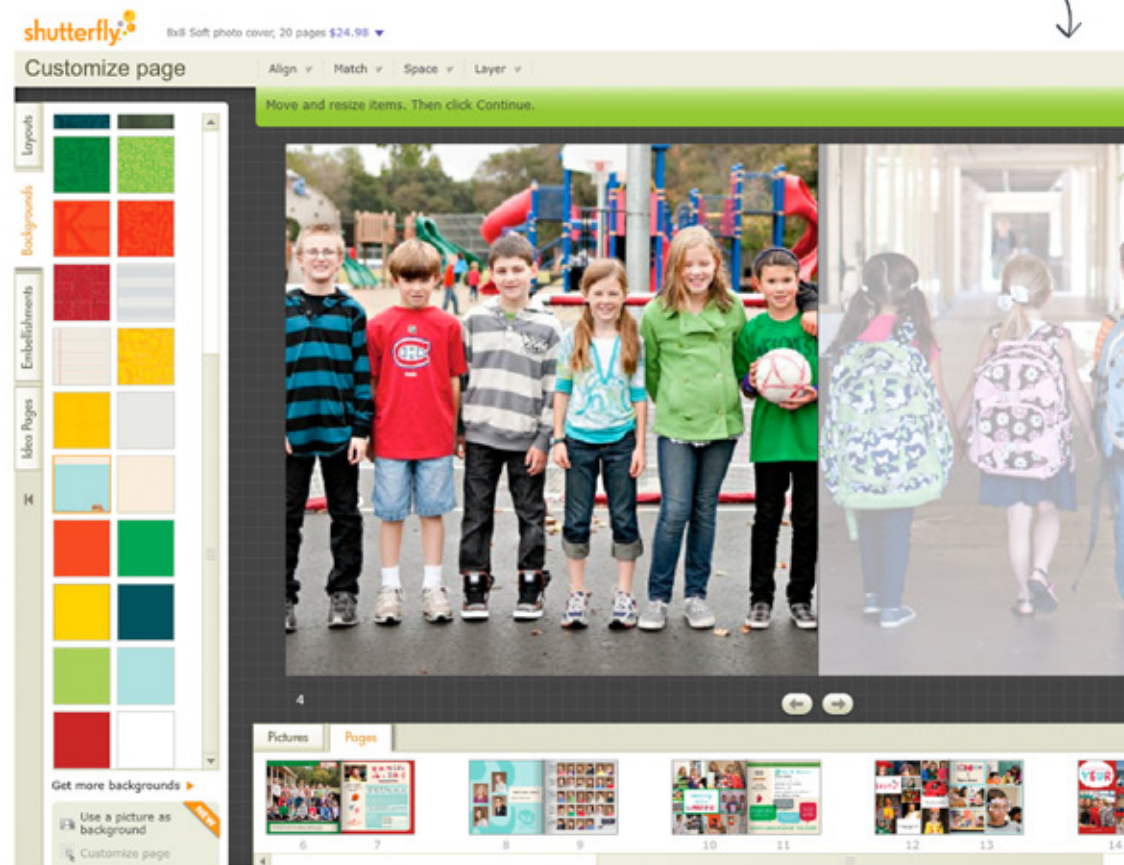 shutterfly
8x8 Soft photo cover, 20 pages $24.98
Customize page
Align
Match
Space
Layer
Move and resize items. Then click Continue.
Layouts
Backgrounds
Embellishments
Idea Pages
4
Pictures
Pages
Get more backgrounds
Use a picture as
background
NEW
Customize page
6
7
8
9
10
11
12
13
14
YEAR